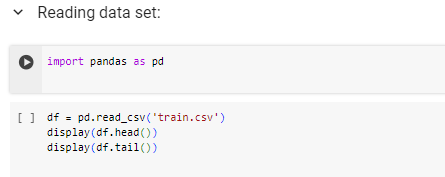 Reading data set:
import pandas as pd
[ ] df = pd.read_csv('train.csv')
display(df.head())
display(df.tail())